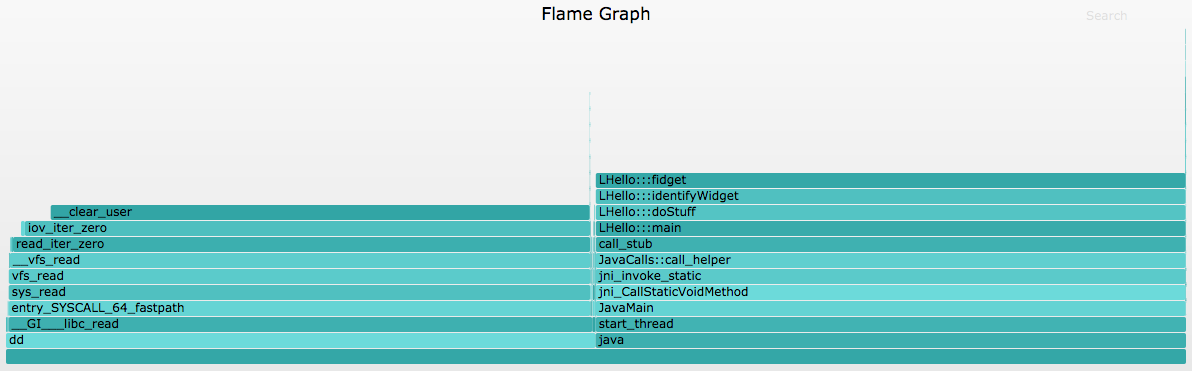 Flame Graph
Search
LHello:::fidget
LHello:::identifyWidget
__clear_user
LHello:::doStuff
iov_iter_zero
LHello:::main
read_iter_zero
call_stub
__vfs_read
JavaCalls::call_helper
vfs_read
jni_invoke_static
sys_read
jni_CallStaticVoidMethod
entry_SYSCALL_64_fastpath
JavaMain
__GI___libc_read
start_thread
dd
java